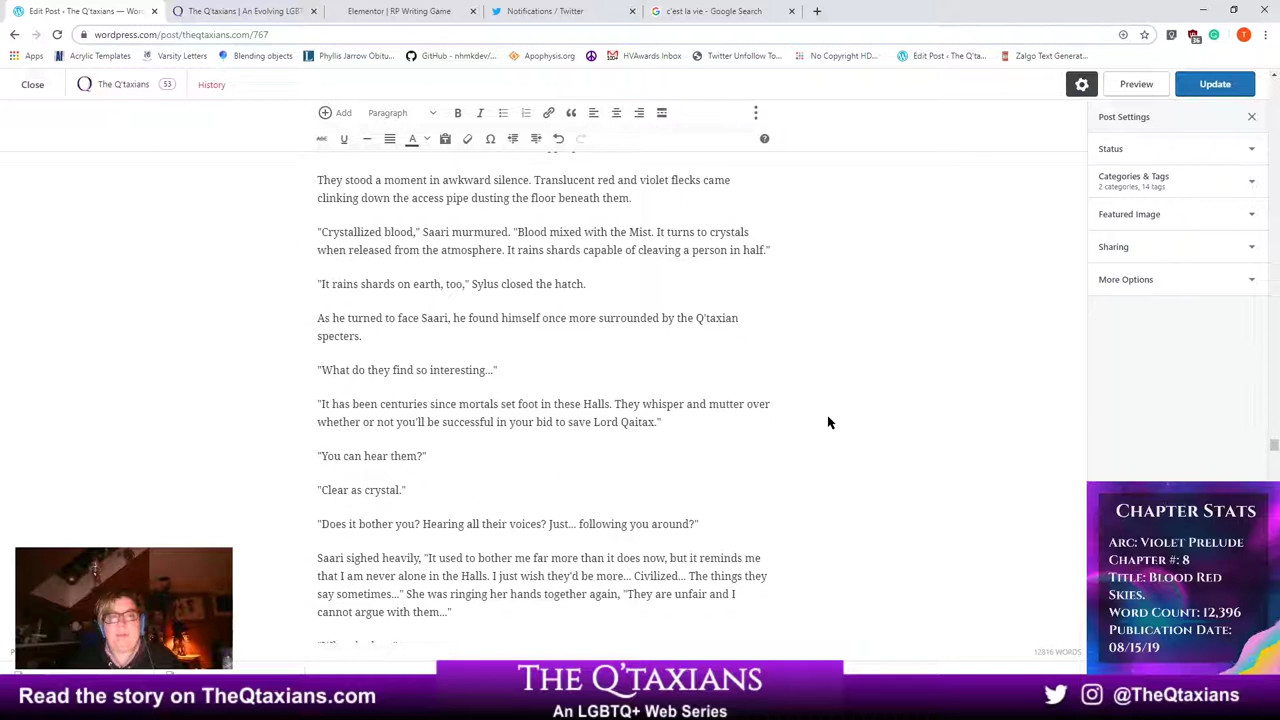 Edit Post ‹ The Q'taxians — Wo
The Q'taxians | An Evolving LGBT
Elementor | RP Writing Game
Notifications / Twitter
c'est la vie - Google Search
wordpress.com/post/theqtaxians.com/767
Apps
Acrylic Templates
Varsity Letters
Blending objects
Phyllis Jarrow Obitu...
GitHub - nhmkdev/...
Apophysis.org
HVAwards Inbox
Twitter Unfollow To...
No Copyright HD...
Edit Post ‹ The Q'ta...
Zalgo Text Generat...
Close
The Q'taxians
53
History
Preview
Update
Add
Paragraph
Post Settings
Status
Categories & Tags
2 categories, 14 tags
Featured Image
Sharing
More Options
They stood a moment in awkward silence. Translucent red and violet flecks came
clinking down the access pipe dusting the floor beneath them.
"Crystallized blood," Saari murmured. "Blood mixed with the Mist. It turns to crystals
when released from the atmosphere. It rains shards capable of cleaving a person in half."
"It rains shards on earth, too," Sylus closed the hatch.
As he turned to face Saari, he found himself once more surrounded by the Q'taxian
specters.
"What do they find so interesting..."
"It has been centuries since mortals set foot in these Halls. They whisper and mutter over
whether or not you'll be successful in your bid to save Lord Qaitax."
"You can hear them?"
"Clear as crystal."
"Does it bother you? Hearing all their voices? Just... following you around?"
Saari sighed heavily, "It used to bother me far more than it does now, but it reminds me
that I am never alone in the Halls. I just wish they'd be more... Civilized... The things they
say sometimes..." She was ringing her hands together again, "They are unfair and I
cannot argue with them..."
12816 WORDS
Chapter Stats
Arc: Violet Prelude
Chapter #: 8
Title: Blood Red
Skies.
Word Count: 12,396
Publication Date:
08/15/19
Read the story on TheQtaxians.com
The Q'taxians
An LGBTQ+ Web Series
@TheQtaxians